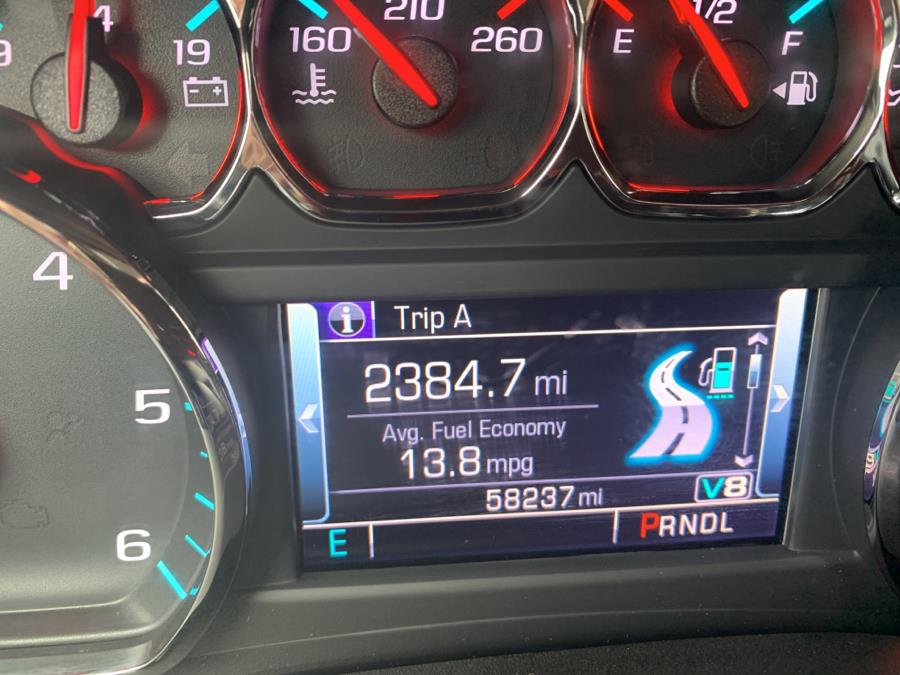 4
19
160
210
260
E
1/2
F
4
5
6
i Trip A
2384.7 mi
Avg. Fuel Economy
13.8 mpg
58237 mi V8
E PRNDL